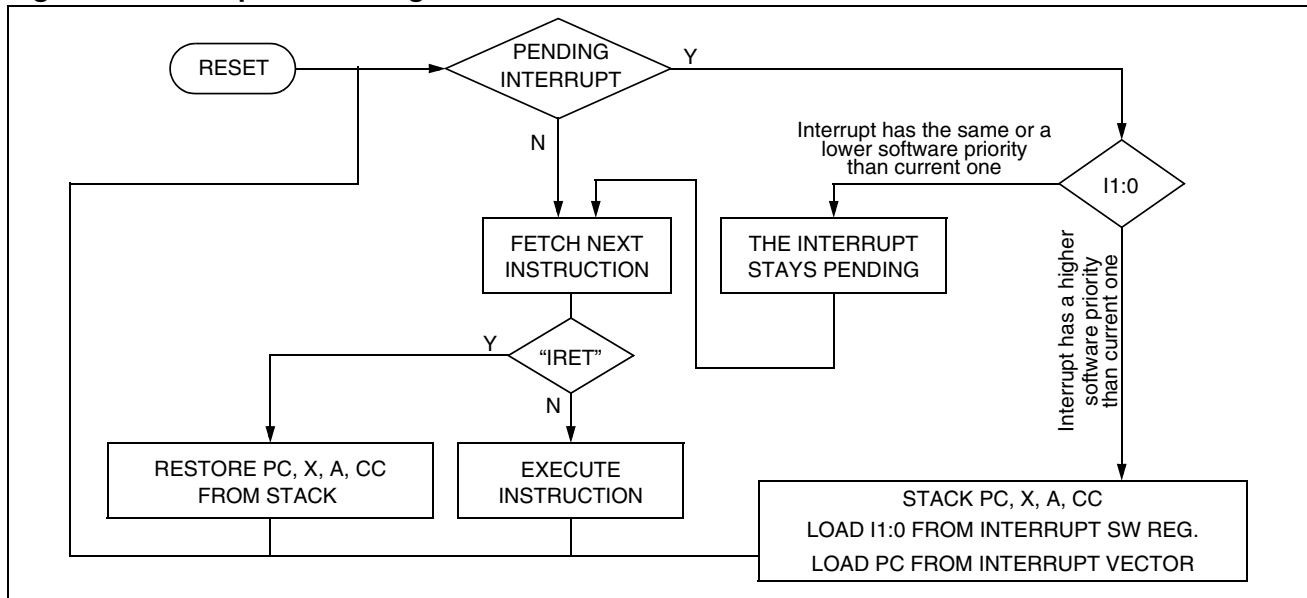 RESET
PENDING
INTERRUPT
Y
N
Interrupt has the same or a
lower software priority
than current one
I1:0
FETCH NEXT
INSTRUCTION
THE INTERRUPT
STAYS PENDING
Interrupt has a higher
software priority
than current one
Y
“IRET”
N
RESTORE PC, X, A, CC
FROM STACK
EXECUTE
INSTRUCTION
STACK PC, X, A, CC
LOAD I1:0 FROM INTERRUPT SW REG.
LOAD PC FROM INTERRUPT VECTOR